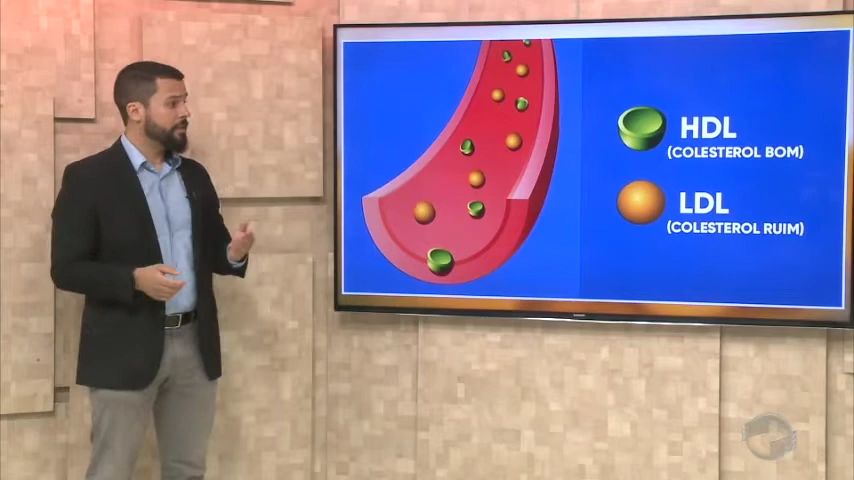 HDL
(COLESTEROL BOM)
LDL
(COLESTEROL RUIM)